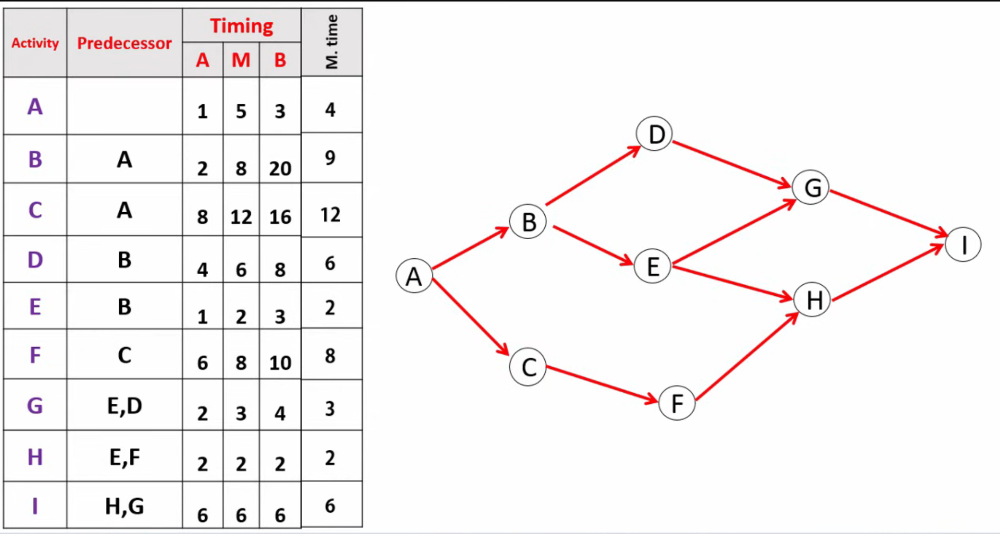 Activity Predecessor Timing M. time
A M B
A 1 5 3 4
B A 2 8 20 9
C A 8 12 16 12
D B 4 6 8 6
E B 1 2 3 2
F C 6 8 10 8
G E,D 2 3 4 3
H E,F 2 2 2 2
I H,G 6 6 6 6
D
G
B
I
E
A
H
C
F